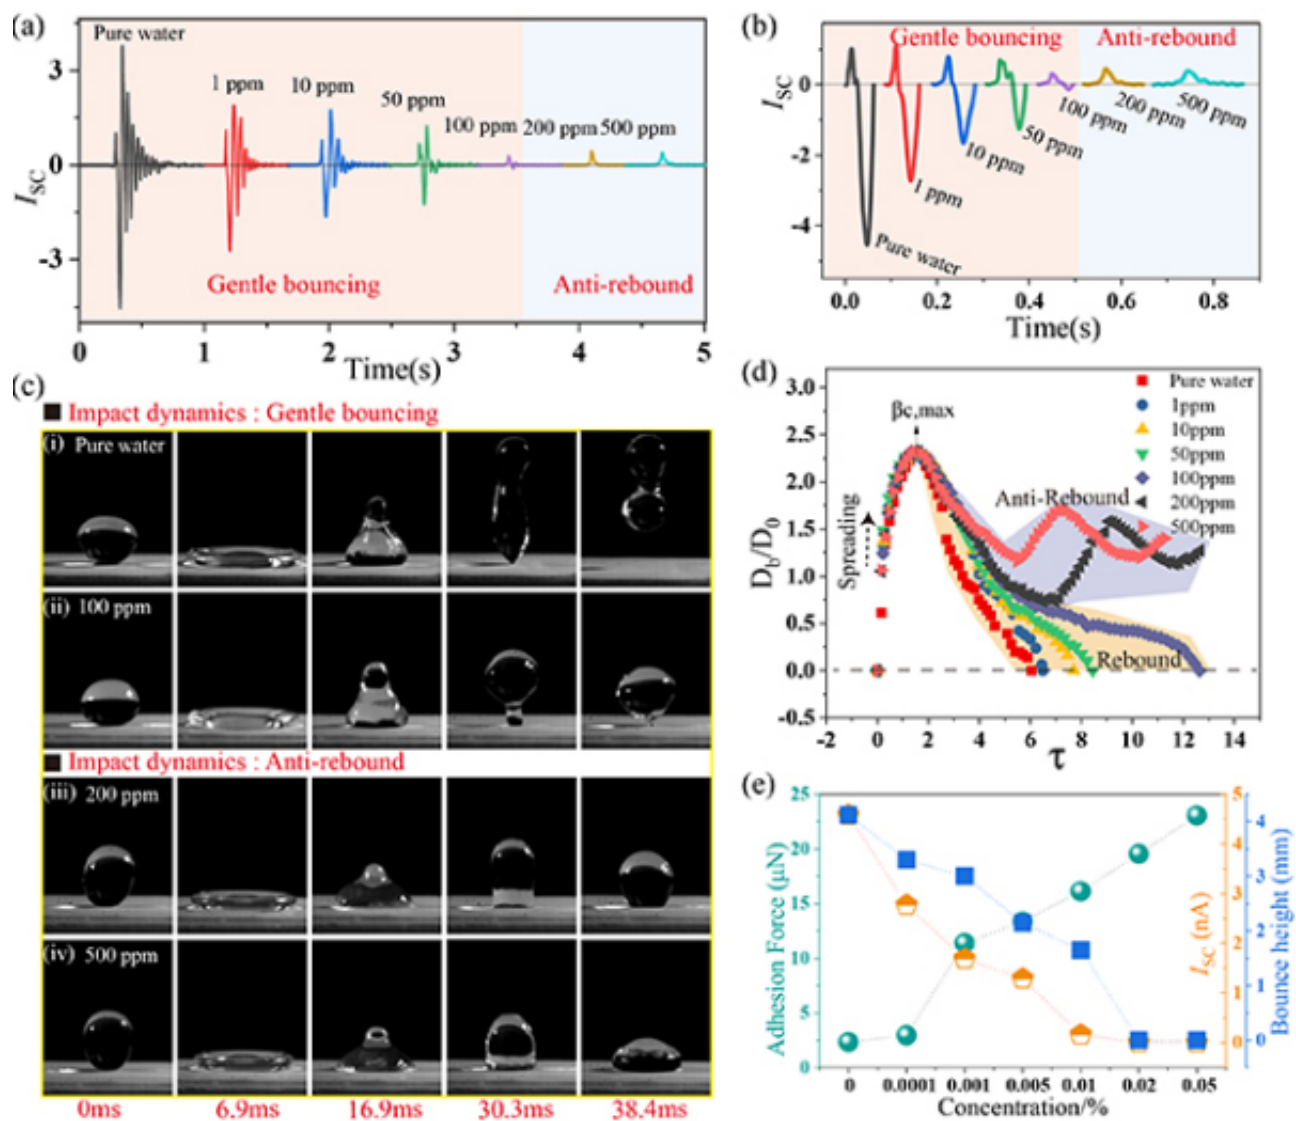 (a)
Pure water
1 ppm
10 ppm
50 ppm
100 ppm
200 ppm
500 ppm
3
0
-3
I_SC
Gentle bouncing
Anti-rebound
0
1
2
3
4
5
Time(s)
(b)
Gentle bouncing
Anti-rebound
0
-2
-4
I_SC
Pure water
1 ppm
10 ppm
50 ppm
100 ppm
200 ppm
500 ppm
0.0
0.2
0.4
0.6
0.8
Time(s)
(c)
Impact dynamics : Gentle bouncing
(i) Pure water
(ii) 100 ppm
Impact dynamics : Anti-rebound
(iii) 200 ppm
(iv) 500 ppm
0ms
6.9ms
16.9ms
30.3ms
38.4ms
(d)
3.0
2.5
2.0
1.5
1.0
0.5
0.0
-0.5
D_b/D_0
βc,max
Spreading
Anti-Rebound
Rebound
Pure water
1ppm
10ppm
50ppm
100ppm
200ppm
500ppm
-2
0
2
4
6
8
10
12
14
τ
(e)
25
20
15
10
5
0
Adhesion Force (μN)
5
4
3
2
1
0
I_SC (nA)
4
3
2
1
0
Bounce height (mm)
0
0.0001
0.001
0.005
0.01
0.02
0.05
Concentration/%